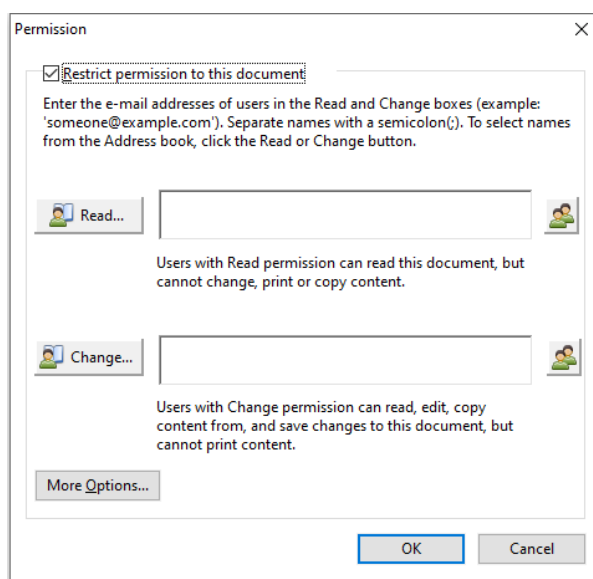 Permission
Restrict permission to this document
Enter the e-mail addresses of users in the Read and Change boxes (example:
'someone@example.com'). Separate names with a semicolon(;). To select names
from the Address book, click the Read or Change button.
Read...
Users with Read permission can read this document, but
cannot change, print or copy content.
Change...
Users with Change permission can read, edit, copy
content from, and save changes to this document, but
cannot print content.
More Options...
OK
Cancel